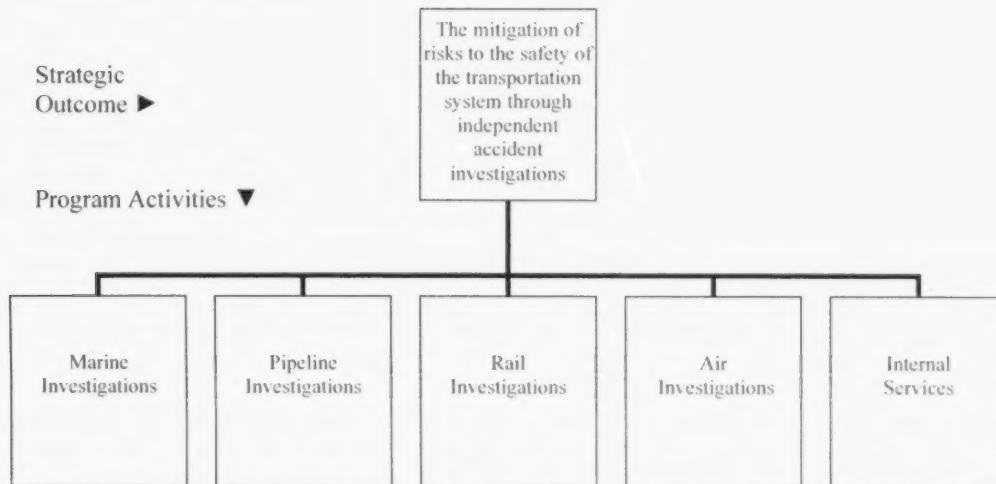 The mitigation of
risks to the safety of
the transportation
system through
independent
accident
investigations
Strategic
Outcome ►
Program Activities ▼
Marine
Investigations
Pipeline
Investigations
Rail
Investigations
Air
Investigations
Internal
Services